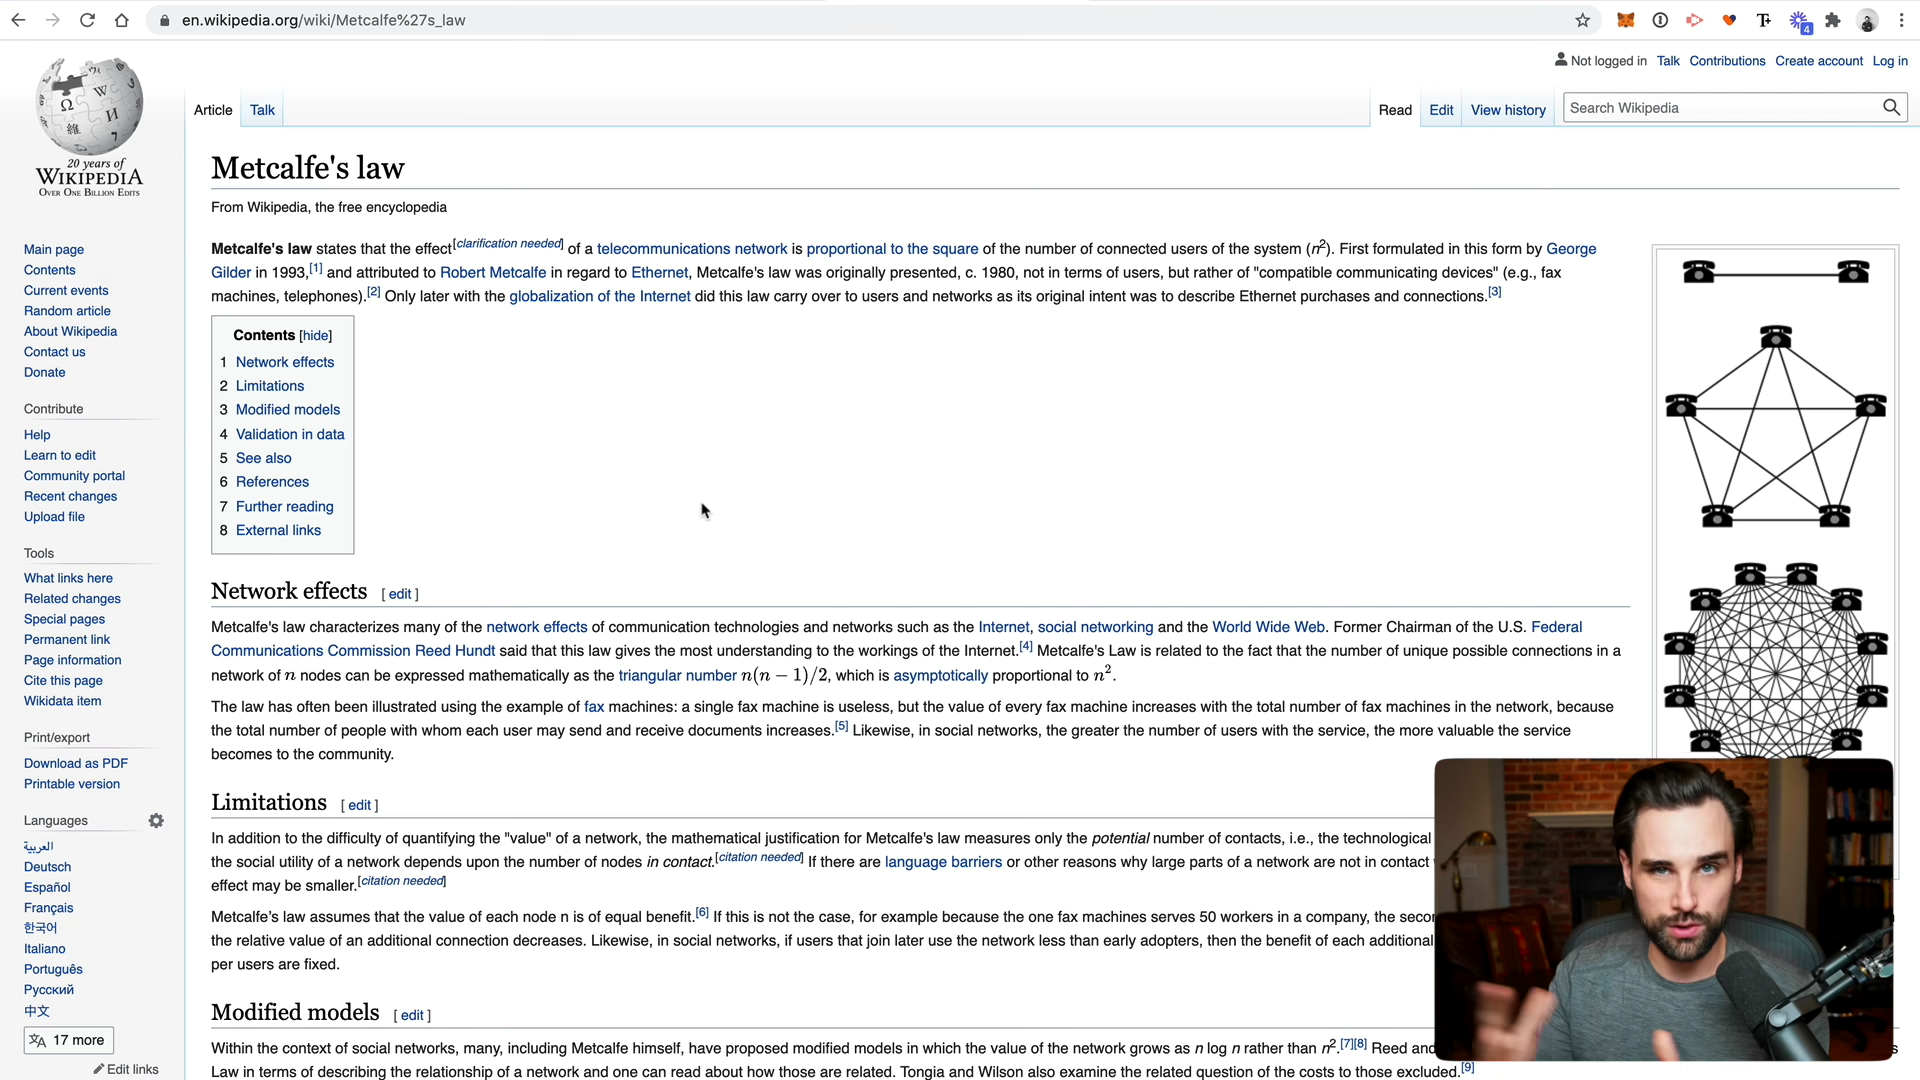 en.wikipedia.org/wiki/Metcalfe%27s_law
4
Not logged in Talk Contributions Create account Log in
Article Talk
Read Edit View history Search Wikipedia
Ω W И 維
20 years of
WIKIPEDIA
OVER ONE BILLION EDITS
Main page
Contents
Current events
Random article
About Wikipedia
Contact us
Donate
Contribute
Help
Learn to edit
Community portal
Recent changes
Upload file
Tools
What links here
Related changes
Special pages
Permanent link
Page information
Cite this page
Wikidata item
Print/export
Download as PDF
Printable version
Languages
العربية
Deutsch
Español
Français
한국어
Italiano
Português
Русский
中文
17 more
Edit links
Metcalfe's law
From Wikipedia, the free encyclopedia
Metcalfe's law states that the effect[clarification needed] of a telecommunications network is proportional to the square of the number of connected users of the system (n²). First formulated in this form by George
Gilder in 1993,[1] and attributed to Robert Metcalfe in regard to Ethernet, Metcalfe's law was originally presented, c. 1980, not in terms of users, but rather of "compatible communicating devices" (e.g., fax
machines, telephones).[2] Only later with the globalization of the Internet did this law carry over to users and networks as its original intent was to describe Ethernet purchases and connections.[3]
Contents [hide]
1 Network effects
2 Limitations
3 Modified models
4 Validation in data
5 See also
6 References
7 Further reading
8 External links
Network effects [ edit ]
Metcalfe's law characterizes many of the network effects of communication technologies and networks such as the Internet, social networking and the World Wide Web. Former Chairman of the U.S. Federal
Communications Commission Reed Hundt said that this law gives the most understanding to the workings of the Internet.[4] Metcalfe's Law is related to the fact that the number of unique possible connections in a
network of n nodes can be expressed mathematically as the triangular number n(n − 1)/2, which is asymptotically proportional to n².
The law has often been illustrated using the example of fax machines: a single fax machine is useless, but the value of every fax machine increases with the total number of fax machines in the network, because
the total number of people with whom each user may send and receive documents increases.[5] Likewise, in social networks, the greater the number of users with the service, the more valuable the service
becomes to the community.
Limitations [ edit ]
In addition to the difficulty of quantifying the "value" of a network, the mathematical justification for Metcalfe's law measures only the potential number of contacts, i.e., the technological
the social utility of a network depends upon the number of nodes in contact.[citation needed] If there are language barriers or other reasons why large parts of a network are not in contact
effect may be smaller.[citation needed]
Metcalfe's law assumes that the value of each node n is of equal benefit.[6] If this is not the case, for example because the one fax machines serves 50 workers in a company, the
the relative value of an additional connection decreases. Likewise, in social networks, if users that join later use the network less than early adopters, then the benefit of each additional
per users are fixed.
Modified models [ edit ]
Within the context of social networks, many, including Metcalfe himself, have proposed modified models in which the value of the network grows as n log n rather than n².[7][8] Reed and
Law in terms of describing the relationship of a network and one can read about how those are related. Tongia and Wilson also examine the related question of the costs to those excluded.[9]